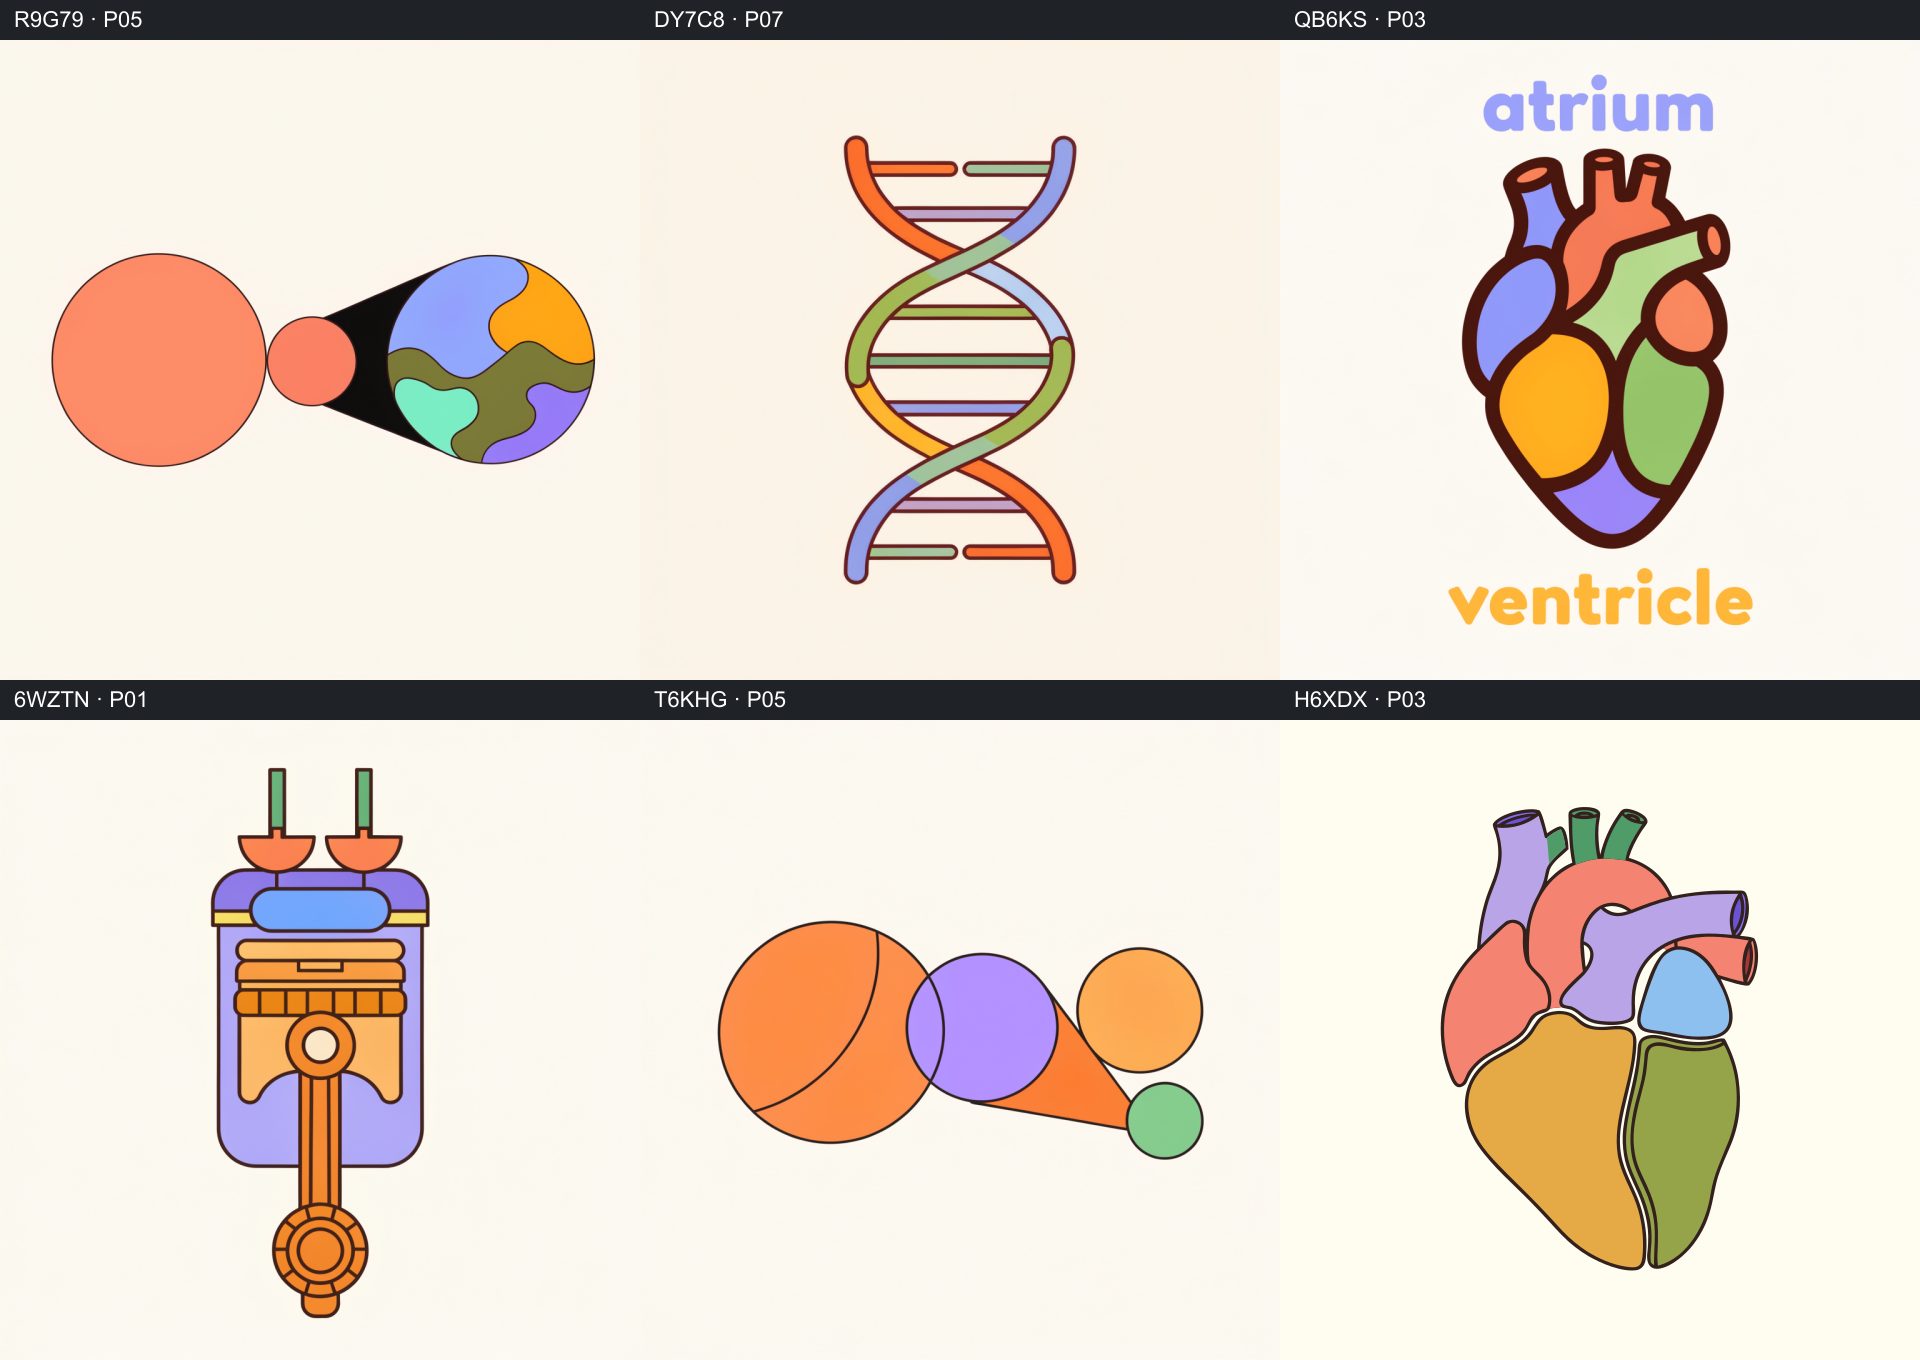 R9G79 · P05
DY7C8 · P07
QB6KS · P03
atrium
ventricle
6WZTN · P01
T6KHG · P05
H6XDX · P03